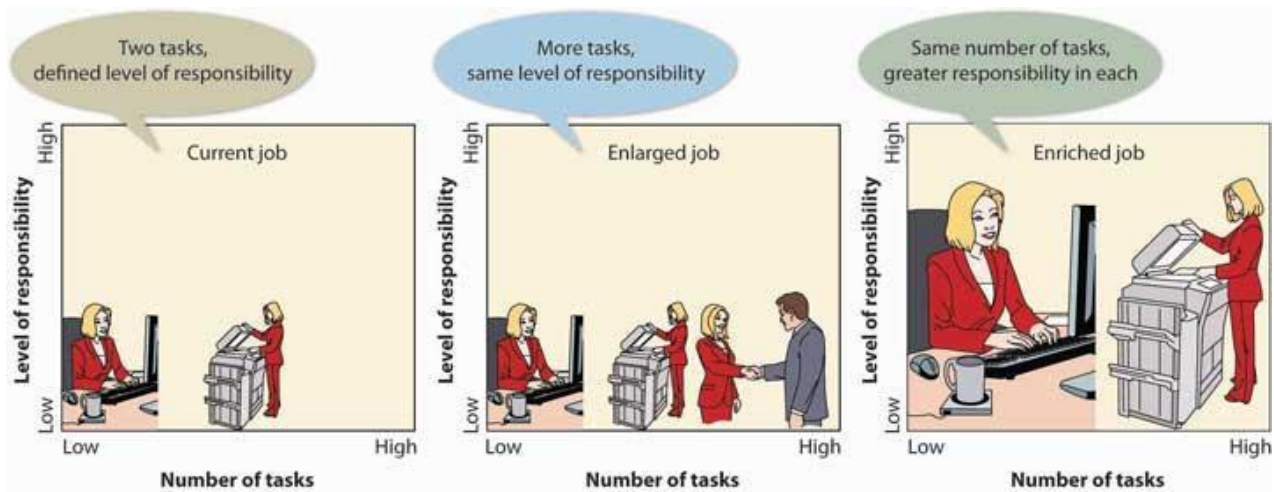 Two tasks,
defined level of responsibility
Current job
High
Level of responsibility
Low
Low
High
Number of tasks
More tasks,
same level of responsibility
Enlarged job
High
Level of responsibility
Low
Low
High
Number of tasks
Same number of tasks,
greater responsibility in each
Enriched job
High
Level of responsibility
Low
Low
High
Number of tasks